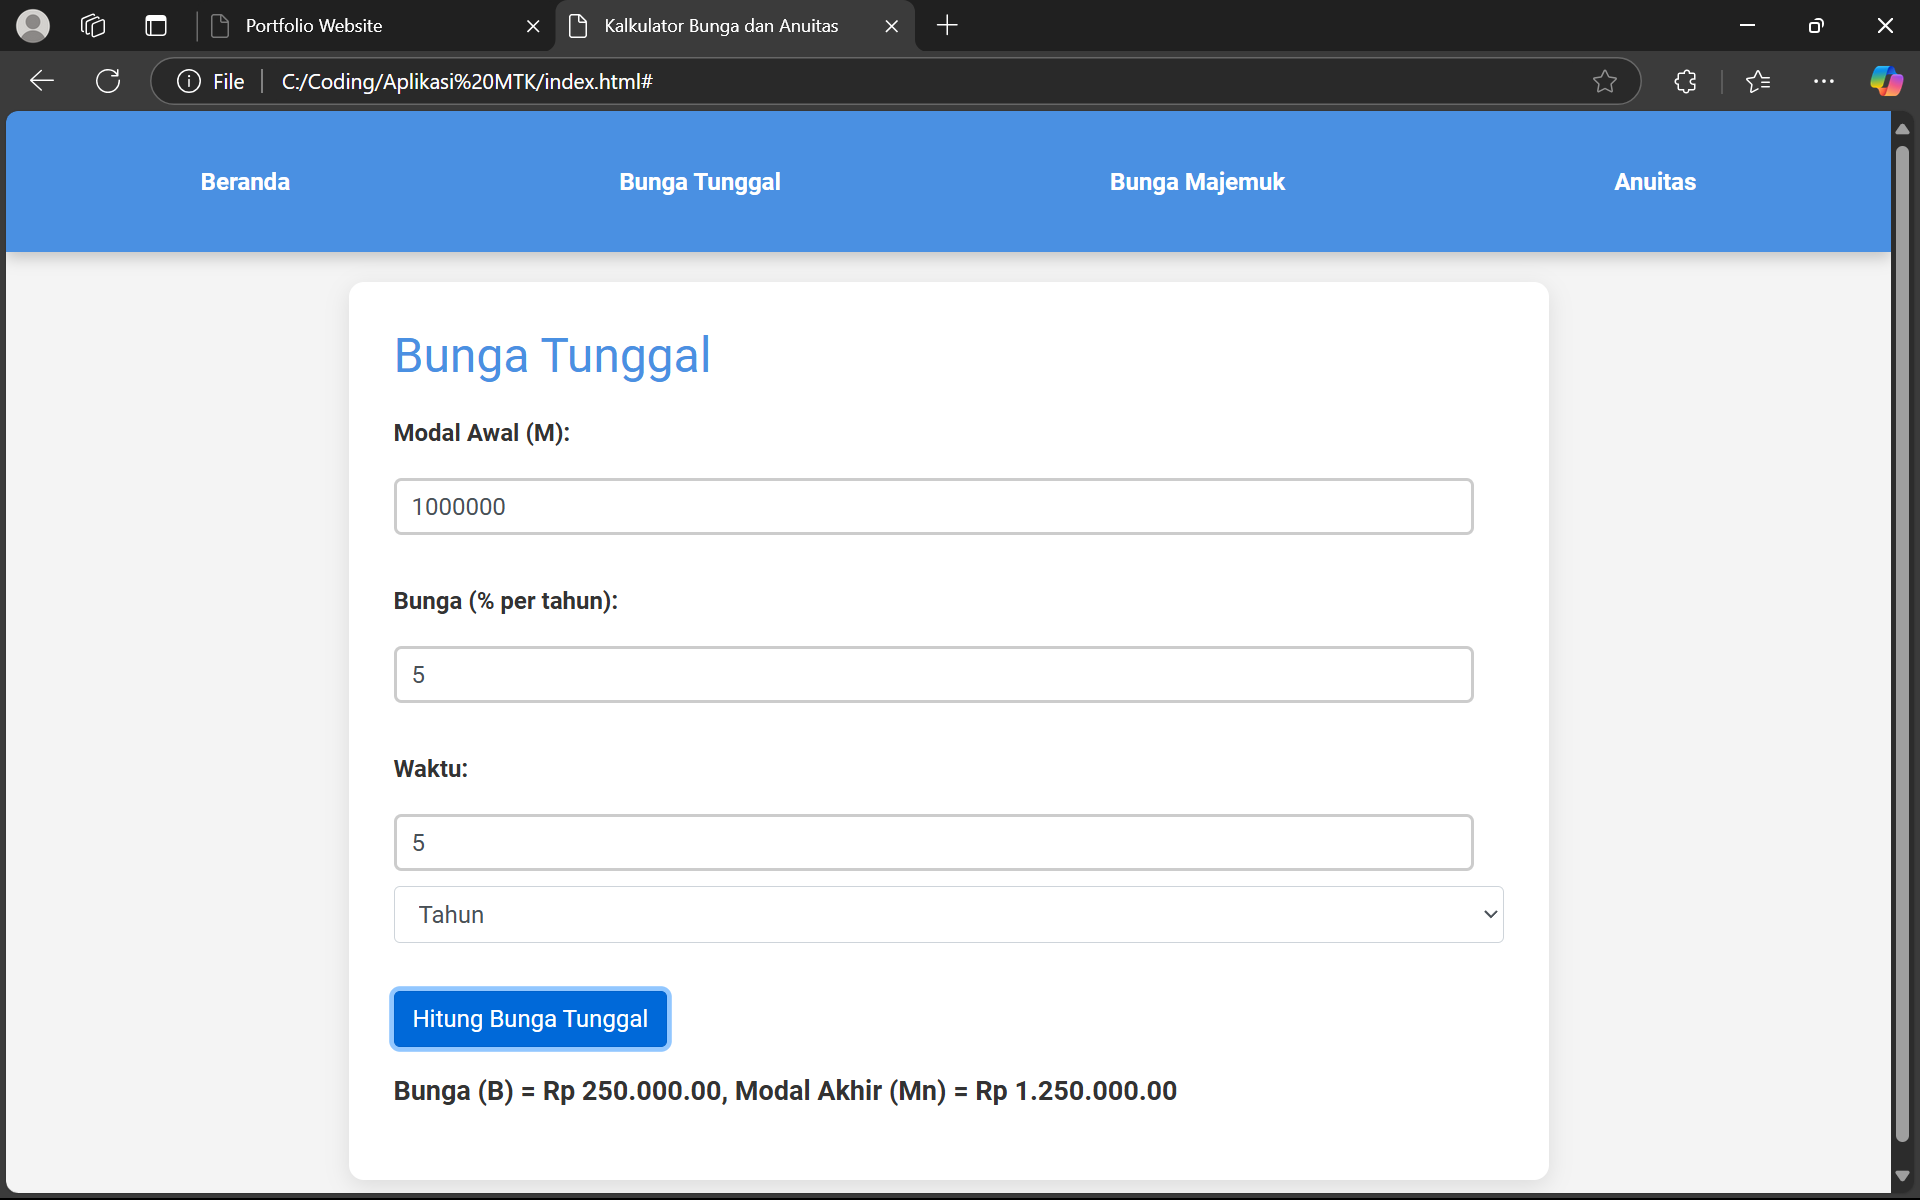 Portfolio Website
Kalkulator Bunga dan Anuitas
File
C:/Coding/Aplikasi%20MTK/index.html#
Beranda
Bunga Tunggal
Bunga Majemuk
Anuitas
Bunga Tunggal
Modal Awal (M):
1000000
Bunga (% per tahun):
5
Waktu:
5
Tahun
Hitung Bunga Tunggal
Bunga (B) = Rp 250.000.00, Modal Akhir (Mn) = Rp 1.250.000.00